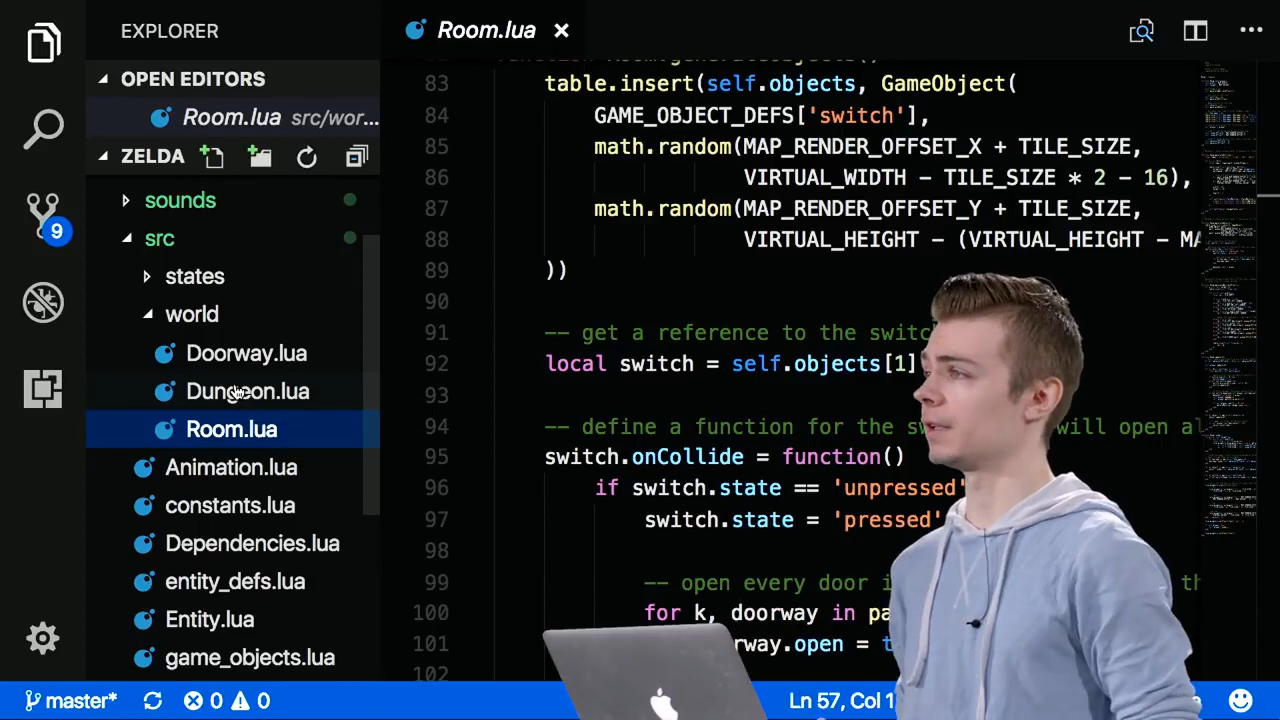 EXPLORER
OPEN EDITORS
Room.lua src/wor...
ZELDA
sounds
src
states
world
Doorway.lua
Dungeon.lua
Room.lua
Animation.lua
constants.lua
Dependencies.lua
entity_defs.lua
Entity.lua
game_objects.lua
9
Room.lua
83 table.insert(self.objects, GameObject(
84 GAME_OBJECT_DEFS['switch'],
85 math.random(MAP_RENDER_OFFSET_X + TILE_SIZE,
86 VIRTUAL_WIDTH - TILE_SIZE * 2 - 16),
87 math.random(MAP_RENDER_OFFSET_Y + TILE_SIZE,
88 VIRTUAL_HEIGHT - (VIRTUAL_HEIGHT - MA
89 ))
90
91 -- get a reference to the switc
92 local switch = self.objects[1]
93
94 -- define a function for the s will open al
95 switch.onCollide = function()
96 if switch.state == 'unpressed'
97 switch.state = 'pressed'
98
99 -- open every door i th
100 for k, doorway in pa
101 rway.open = t
102
master* 0 0
Ln 57, Col 1